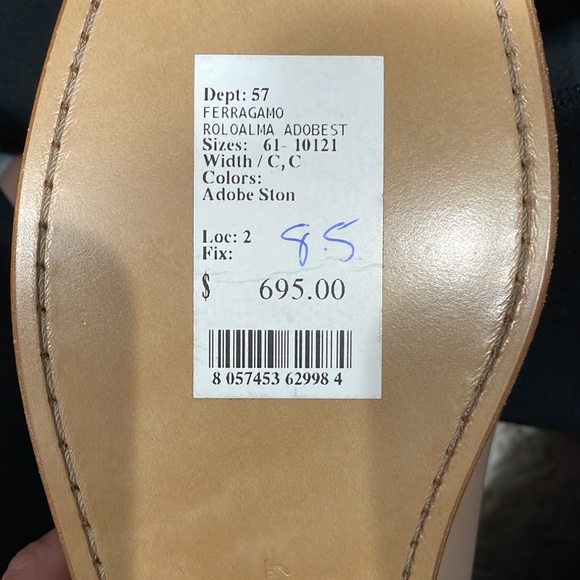 Dept: 57
FERRAGAMO
ROLOALMA ADOBEST
Sizes: 61- 10121
Width / C, C
Colors:
Adobe Ston
Loc: 2
8.5
Fix:
$ 695.00
8 057453 62998 4